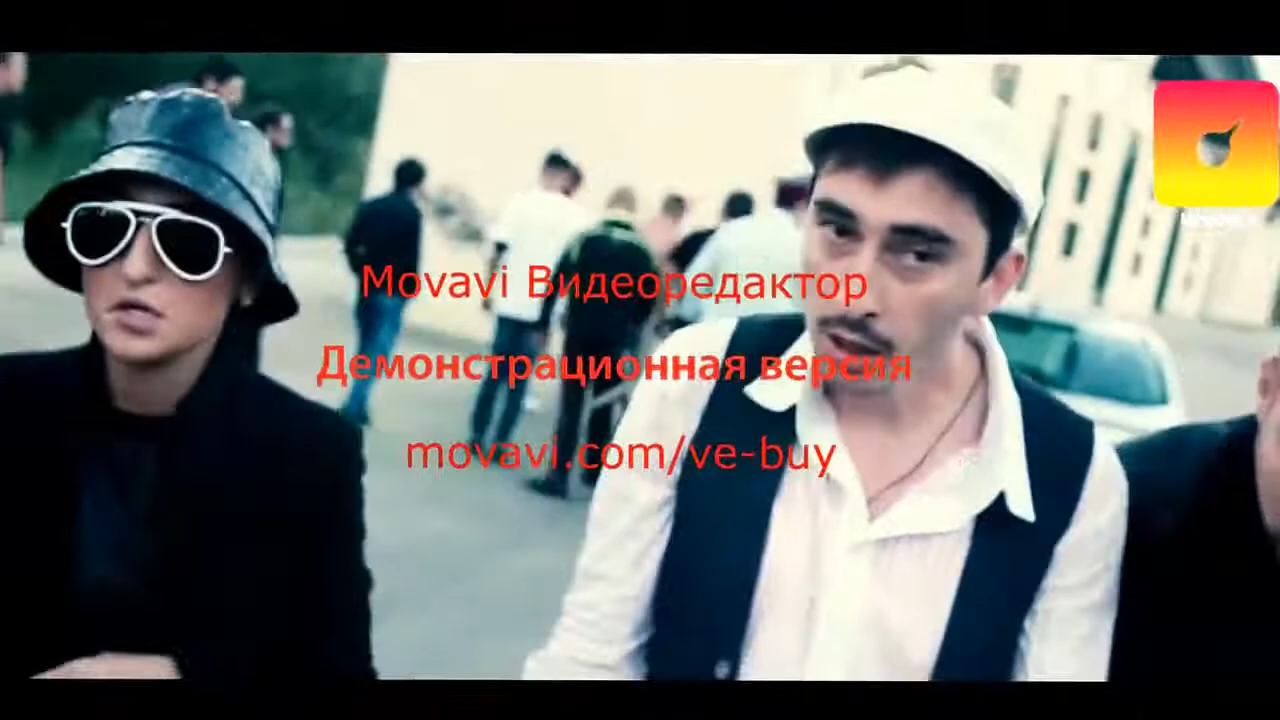 Movavi Видеоредактор
Демонстрационная версия
movavi.com/ve-buy